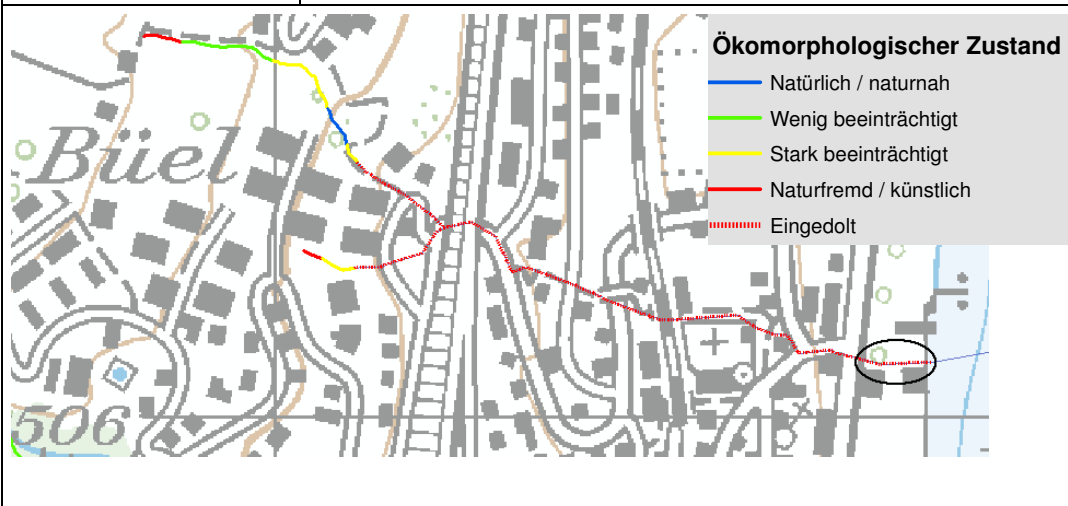 Ökomorphologischer Zustand
Natürlich / naturnah
Wenig beeinträchtigt
Stark beeinträchtigt
Naturfremd / künstlich
Eingedolt
Büel
506